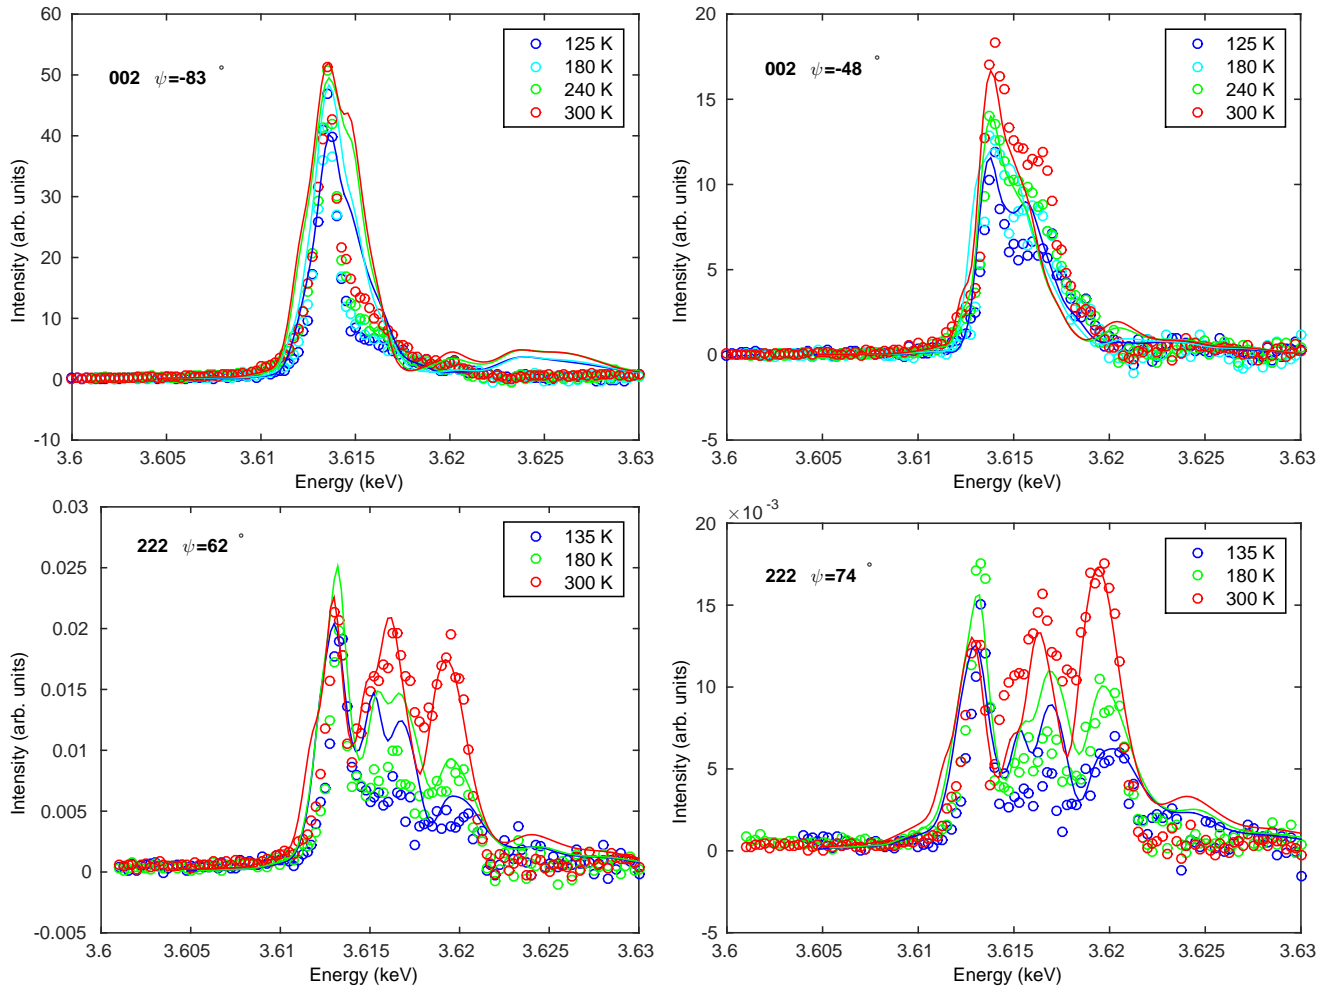 60
50
40
30
20
10
0
-10
3.6
3.605
3.61
3.615
3.62
3.625
3.63
Energy (keV)
Intensity (arb. units)
002 ψ=-83 °
125 K
180 K
240 K
300 K
20
15
10
5
0
-5
3.6
3.605
3.61
3.615
3.62
3.625
3.63
Energy (keV)
Intensity (arb. units)
002 ψ=-48 °
125 K
180 K
240 K
300 K
0.03
0.025
0.02
0.015
0.01
0.005
0
-0.005
3.6
3.605
3.61
3.615
3.62
3.625
3.63
Energy (keV)
Intensity (arb. units)
222 ψ=62 °
135 K
180 K
300 K
×10⁻³
20
15
10
5
0
-5
3.6
3.605
3.61
3.615
3.62
3.625
3.63
Energy (keV)
Intensity (arb. units)
222 ψ=74 °
135 K
180 K
300 K